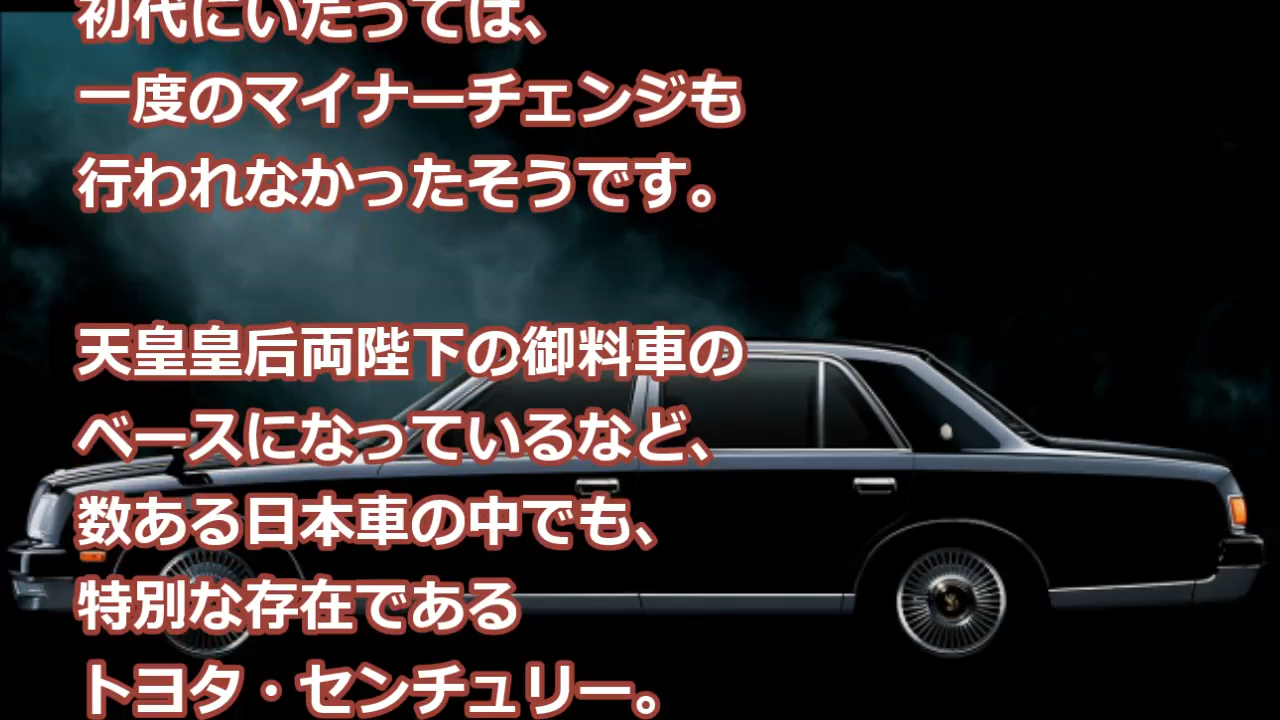 初代にいたっては、
一度のマイナーチェンジも
行われなかったそうです。
天皇皇后両陛下の御料車の
ベースになっているなど、
数ある日本車の中でも、
特別な存在である
トヨタ・センチュリー。